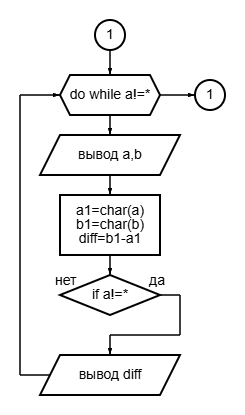 1
do while a!=*
1
вывод a,b
a1=char(a)
b1=char(b)
diff=b1-a1
нет
да
if a!=*
вывод diff